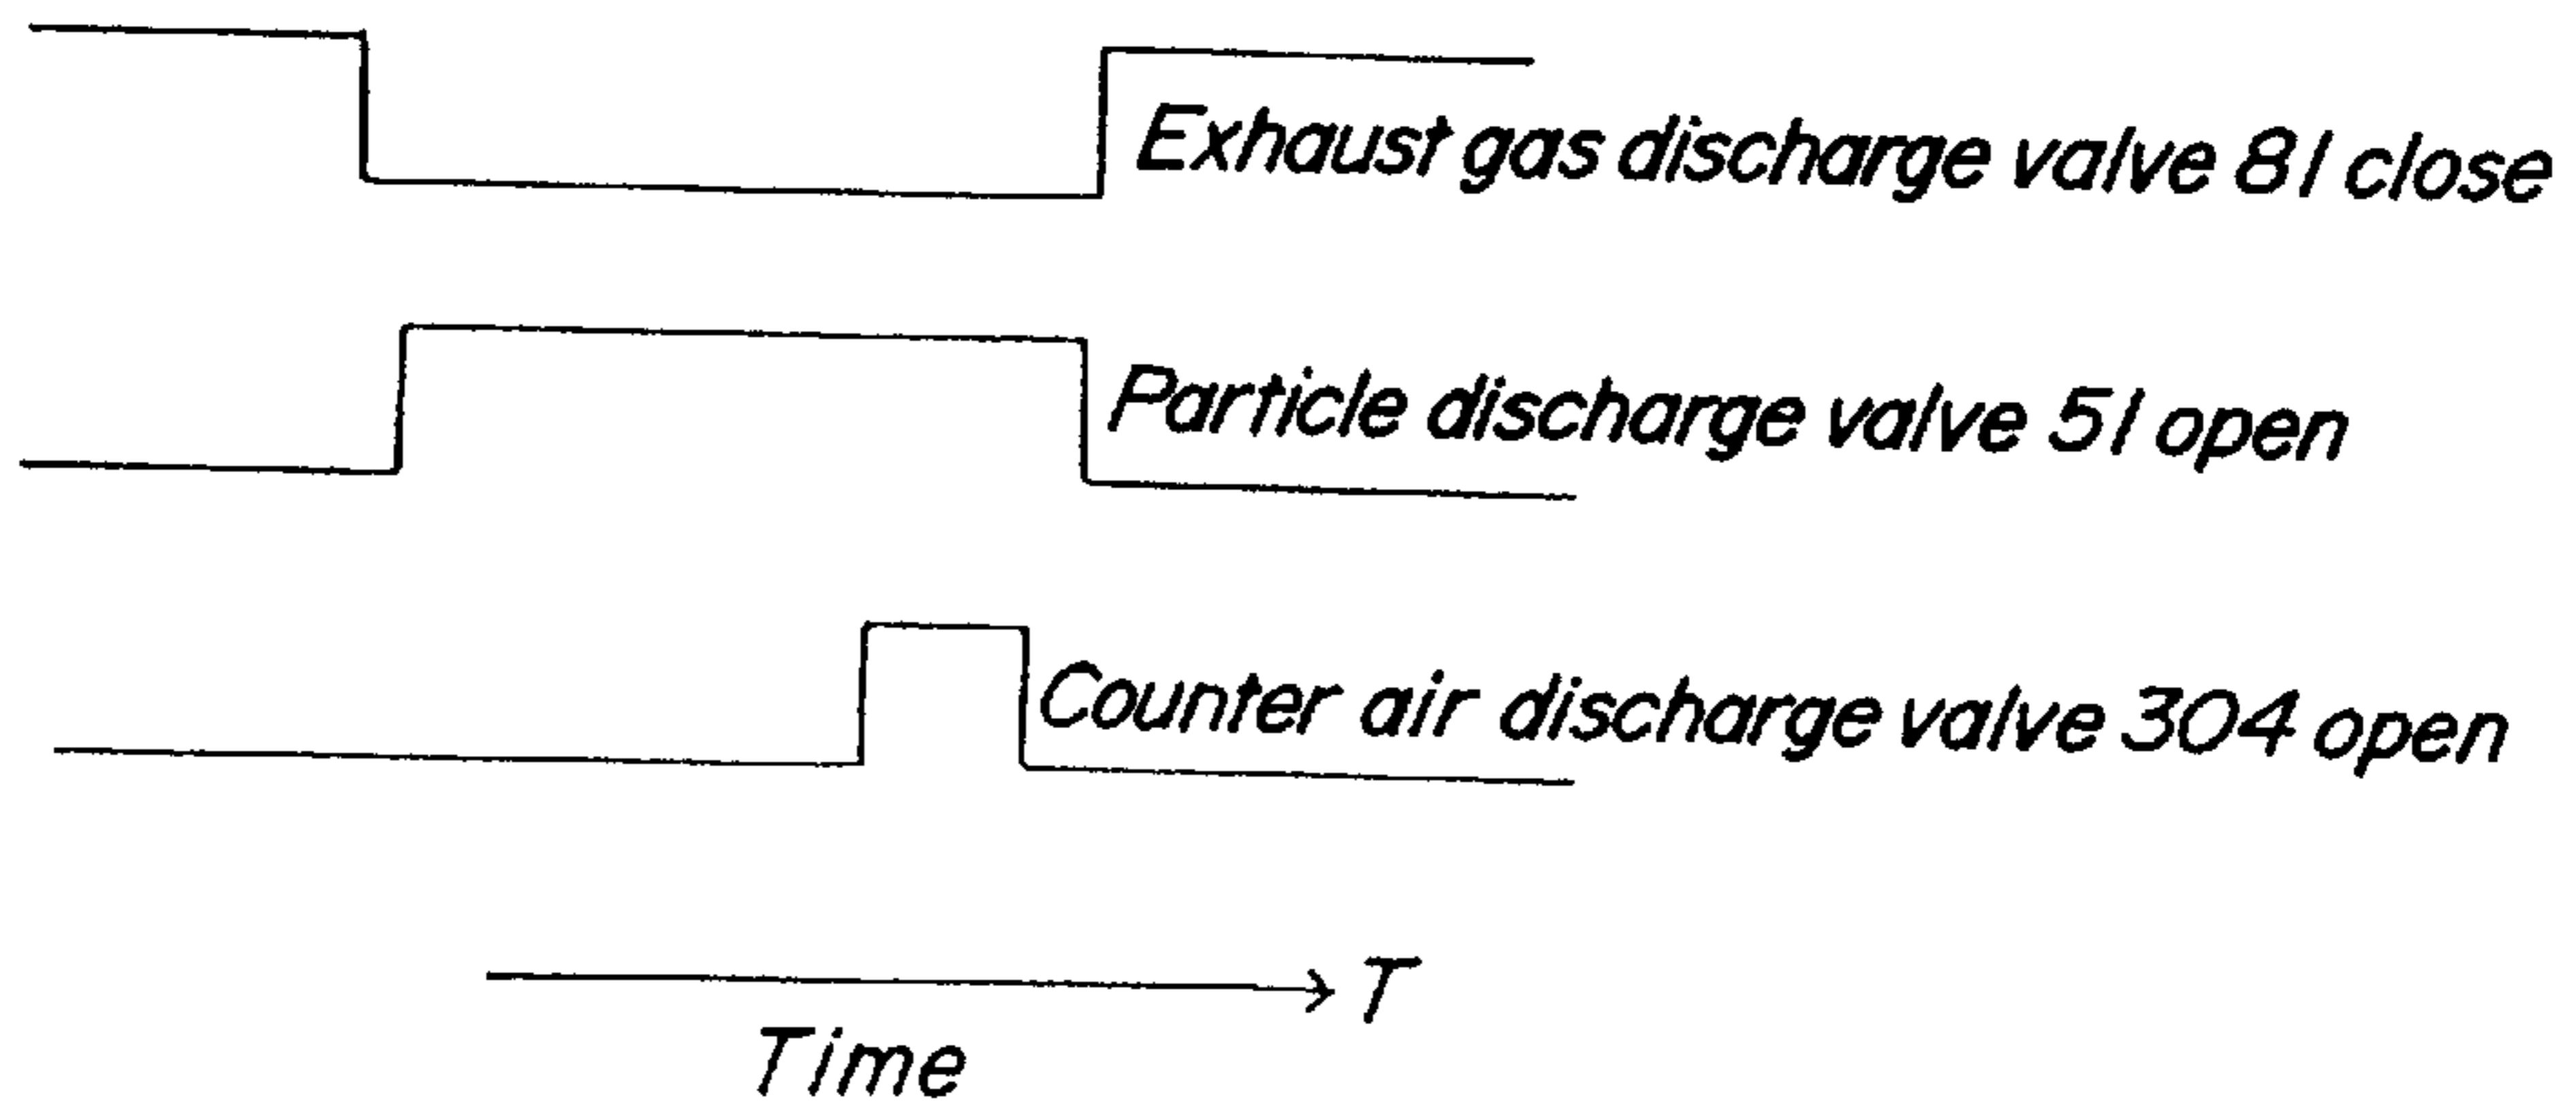 Exhaust gas discharge valve 81 close
Particle discharge valve 51 open
Counter air discharge valve 304 open
T
Time